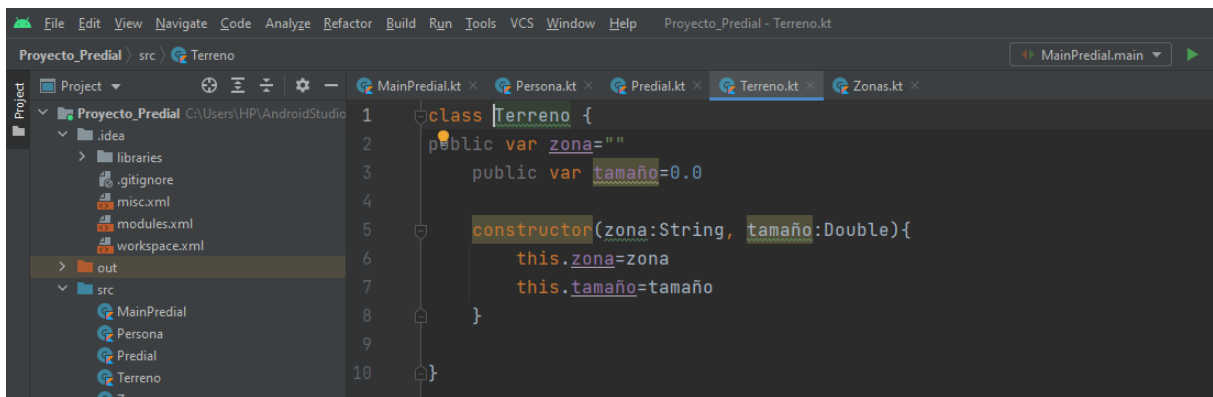 File Edit View Navigate Code Analyze Refactor Build Run Tools VCS Window Help Proyecto_Predial - Terreno.kt
Proyecto_Predial src Terreno MainPredial.main
Project
Project
MainPredial.kt Persona.kt Predial.kt Terreno.kt Zonas.kt
Proyecto_Predial C:\Users\HP\AndroidStudio
.idea
libraries
.gitignore
misc.xml
modules.xml
workspace.xml
out
src
MainPredial
Persona
Predial
Terreno
1 class Terreno {
2 public var zona=""
3 public var tamaño=0.0
4
5 constructor(zona:String, tamaño:Double){
6 this.zona=zona
7 this.tamaño=tamaño
8 }
9
10 }